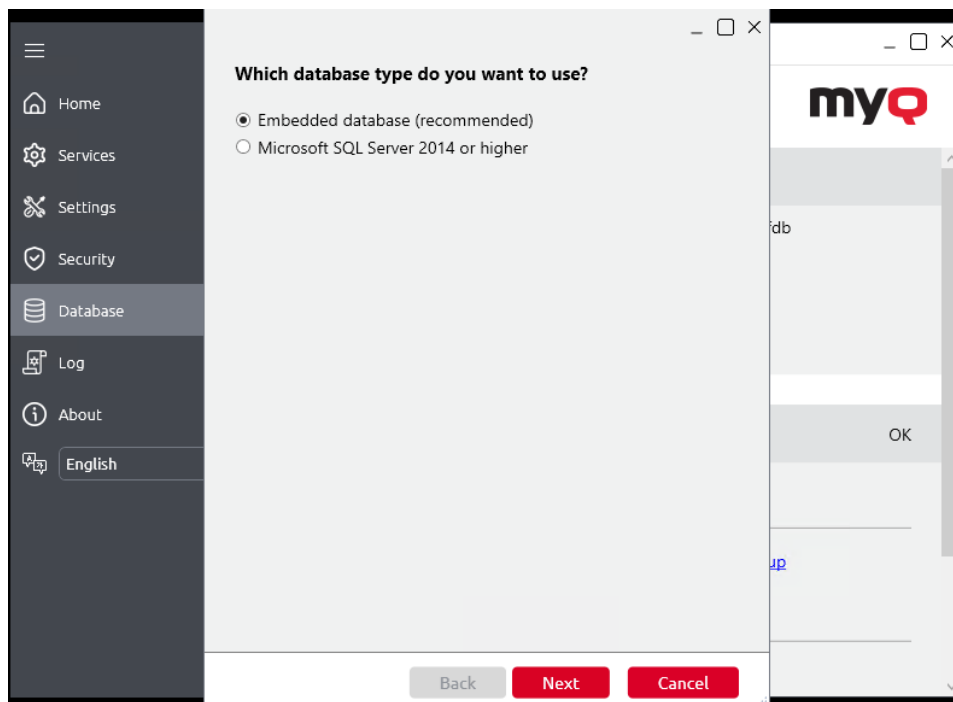 Home
Services
Settings
Security
Database
Log
About
English
Which database type do you want to use?
Embedded database (recommended)
Microsoft SQL Server 2014 or higher
Back
Next
Cancel
myQ
fdb
OK
up